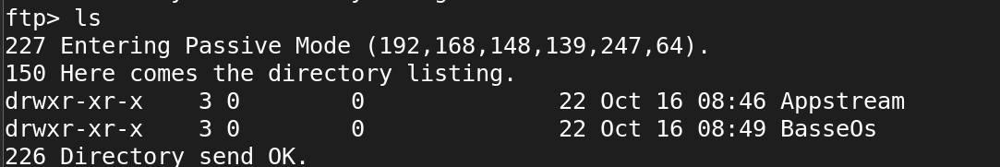 ftp> ls
227 Entering Passive Mode (192,168,148,139,247,64).
150 Here comes the directory listing.
drwxr-xr-x    3 0        0              22 Oct 16 08:46 Appstream
drwxr-xr-x    3 0        0              22 Oct 16 08:49 BasseOs
226 Directory send OK.